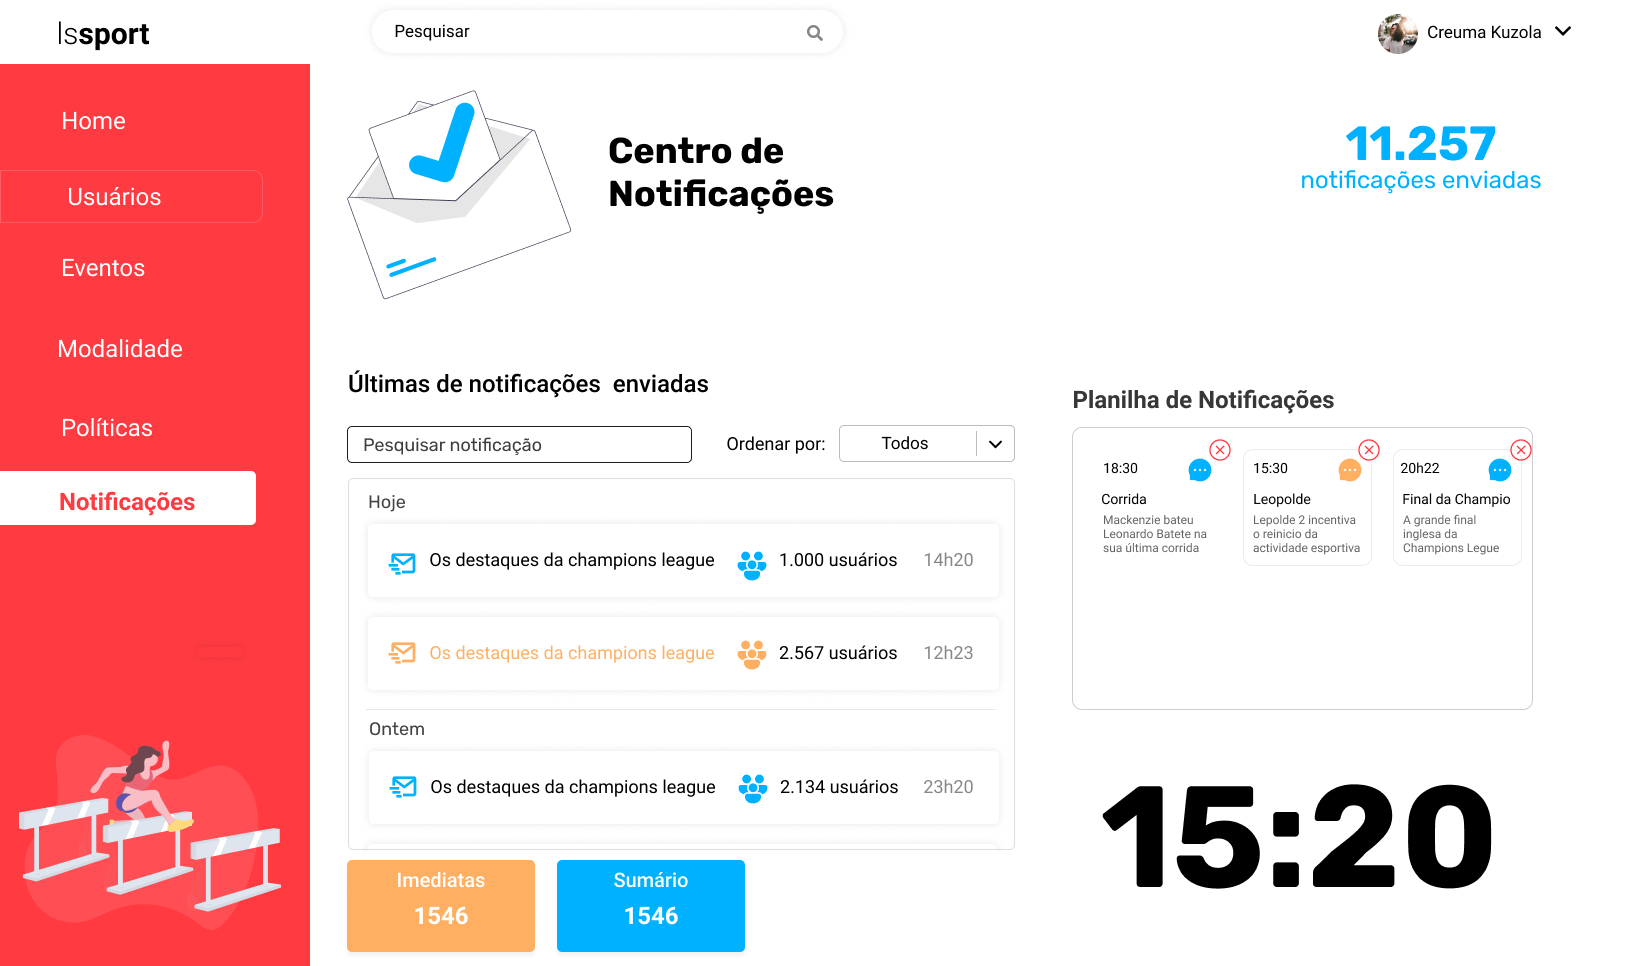 lssport
Pesquisar
Creuma Kuzola
Home
Usuários
Eventos
Modalidade
Políticas
Notificações
Centro de
Notificações
11.257
notificações enviadas
Últimas de notificações  enviadas
Pesquisar notificação
Ordenar por:
Todos
Hoje
Os destaques da champions league
1.000 usuários
14h20
Os destaques da champions league
2.567 usuários
12h23
Ontem
Os destaques da champions league
2.134 usuários
23h20
Imediatas
1546
Sumário
1546
Planilha de Notificações
18:30
Corrida
Mackenzie bateu
Leonardo Batete na
sua última corrida
15:30
Leopolde
Lepolde 2 incentiva
o reinicio da
actividade esportiva
20h22
Final da Champio
A grande final
inglesa da
Champions Legue
15:20